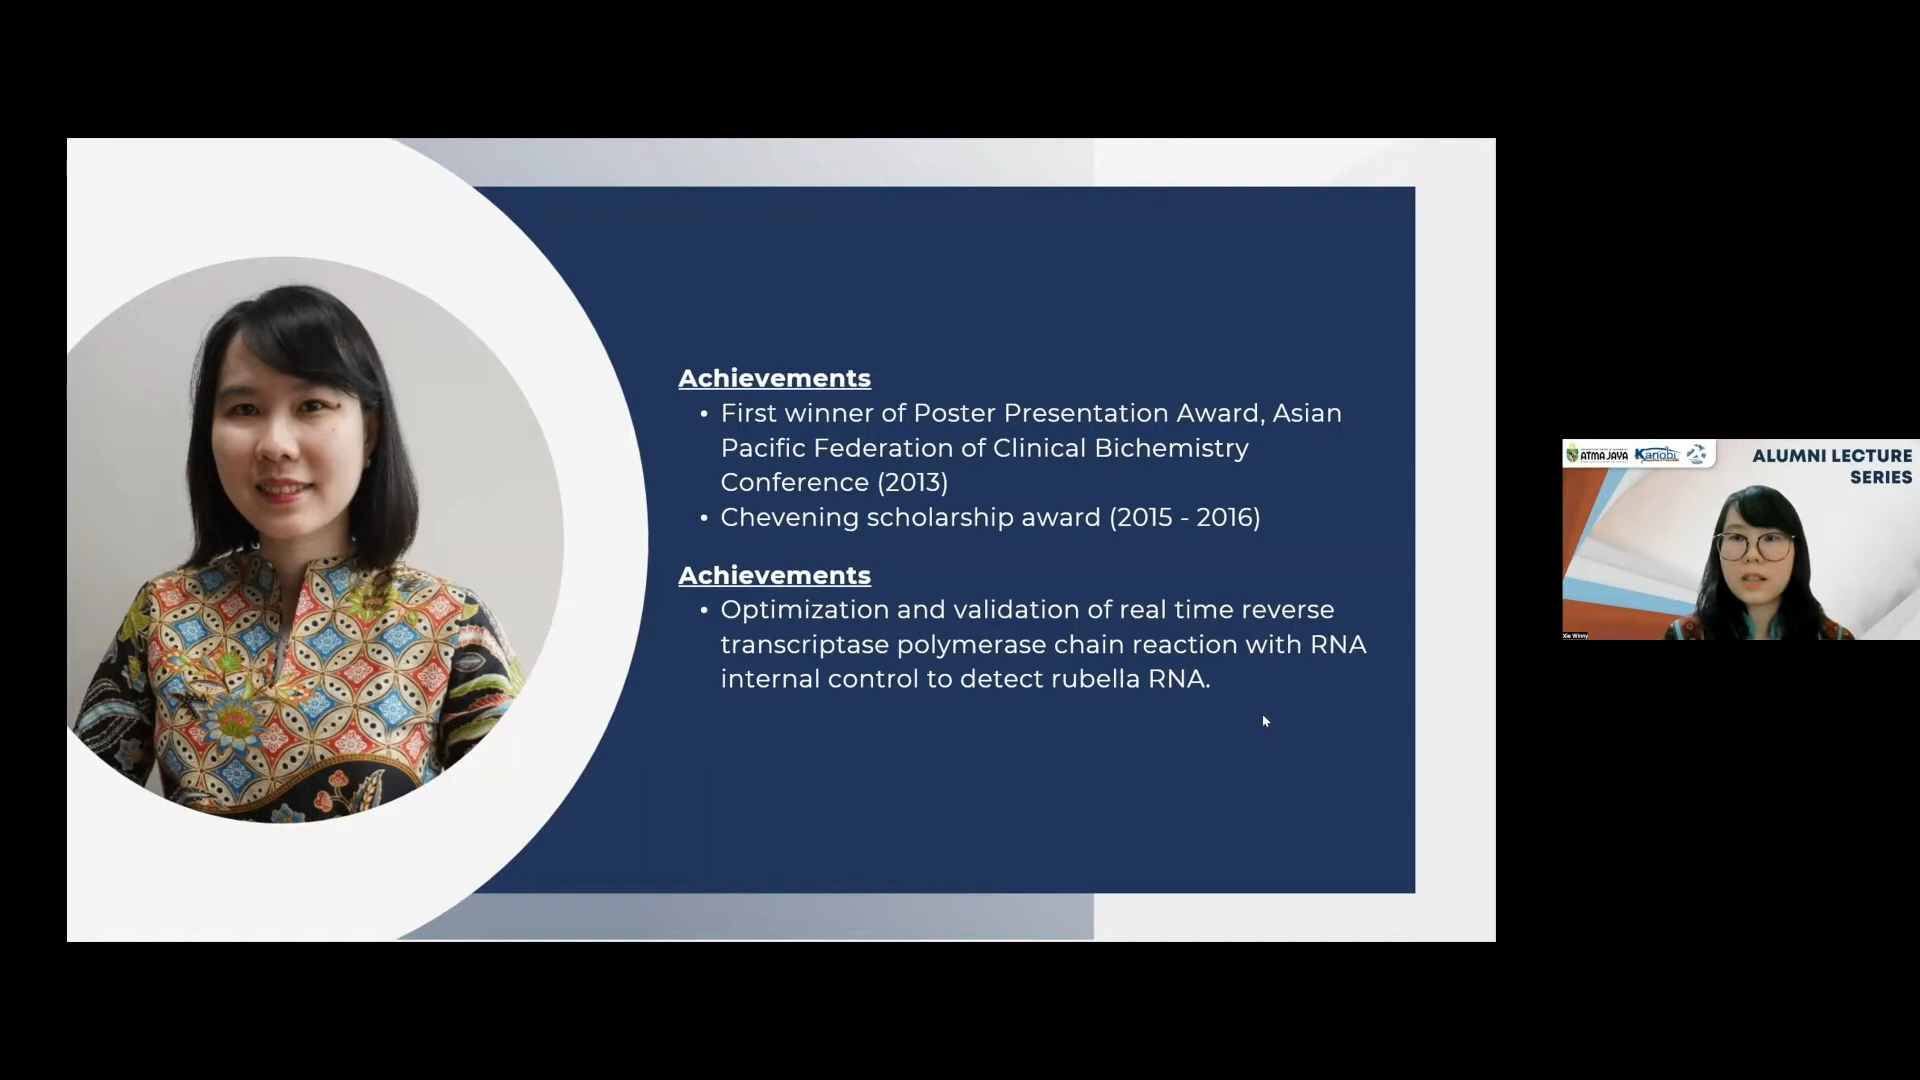 Achievements
• First winner of Poster Presentation Award, Asian
Pacific Federation of Clinical Bichemistry
Conference (2013)
• Chevening scholarship award (2015 - 2016)
Achievements
• Optimization and validation of real time reverse
transcriptase polymerase chain reaction with RNA
internal control to detect rubella RNA.
ATMA JAYA
Kanobi
ALUMNI LECTURE
SERIES
Xie Winny